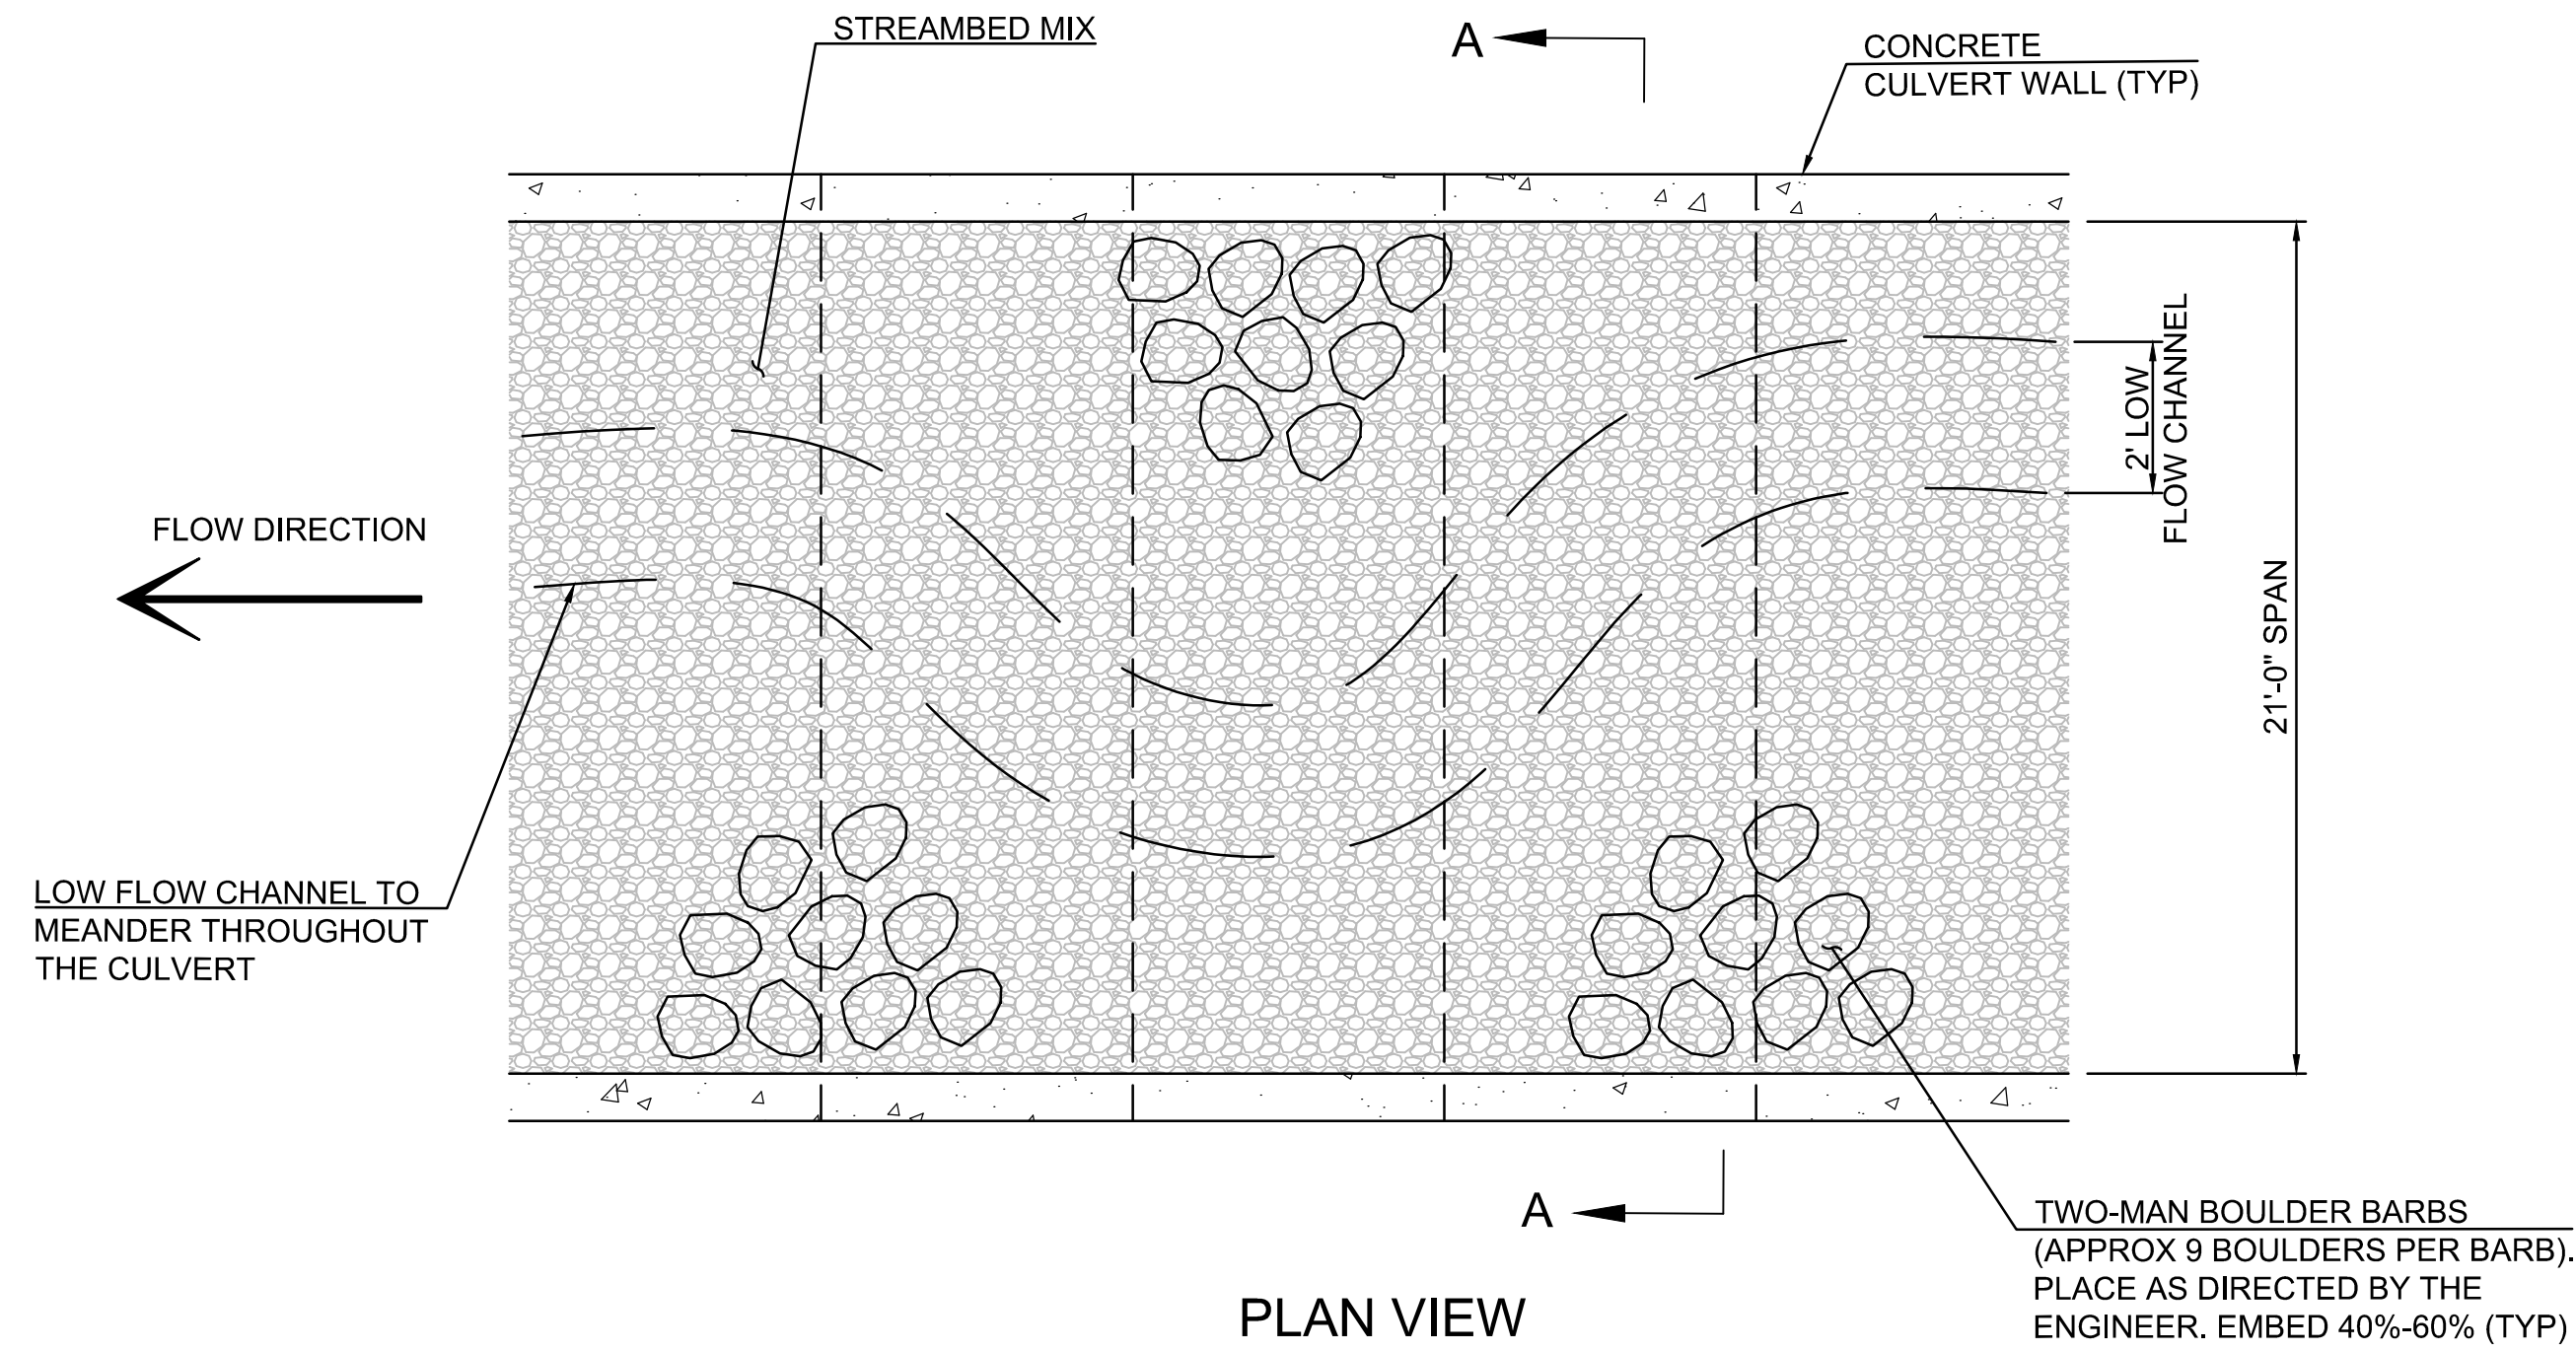 STREAMBED MIX
A
CONCRETE
CULVERT WALL (TYP)
FLOW DIRECTION
2' LOW
FLOW CHANNEL
21'-0" SPAN
LOW FLOW CHANNEL TO
MEANDER THROUGHOUT
THE CULVERT
A
TWO-MAN BOULDER BARBS
(APPROX 9 BOULDERS PER BARB).
PLACE AS DIRECTED BY THE
ENGINEER. EMBED 40%-60% (TYP)
PLAN VIEW